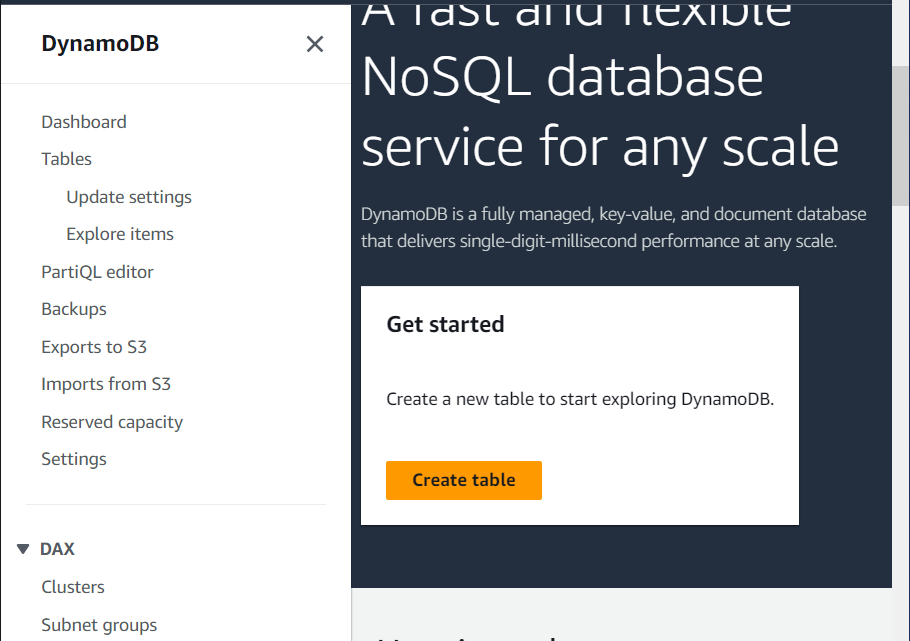 DynamoDB
Dashboard
Tables
Update settings
Explore items
PartiQL editor
Backups
Exports to S3
Imports from S3
Reserved capacity
Settings
DAX
Clusters
Subnet groups
A fast and flexible
NoSQL database
service for any scale
DynamoDB is a fully managed, key-value, and document database
that delivers single-digit-millisecond performance at any scale.
Get started
Create a new table to start exploring DynamoDB.
Create table